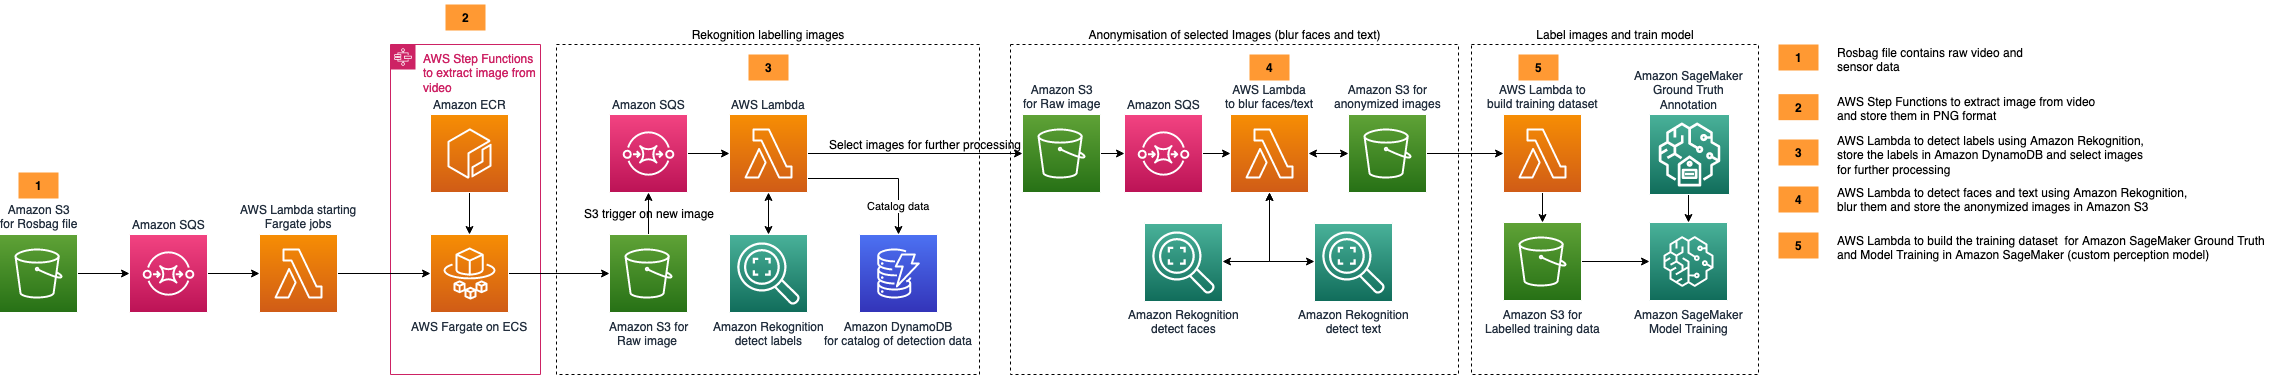 1
Amazon S3
for Rosbag file
Amazon SQS
AWS Lambda starting
Fargate jobs
2
AWS Step Functions
to extract image from
video
Amazon ECR
AWS Fargate on ECS
Rekognition labelling images
3
Amazon SQS
AWS Lambda
Select images for further processing
S3 trigger on new image
Catalog data
Amazon S3 for
Raw image
Amazon Rekognition
detect labels
Amazon DynamoDB
for catalog of detection data
Anonymisation of selected Images (blur faces and text)
4
Amazon S3
for Raw image
Amazon SQS
AWS Lambda
to blur faces/text
Amazon S3 for
anonymized images
Amazon Rekognition
detect faces
Amazon Rekognition
detect text
Label images and train model
5
AWS Lambda to
build training dataset
Amazon SageMaker
Ground Truth
Annotation
Amazon S3 for
Labelled training data
Amazon SageMaker
Model Training
1
Rosbag file contains raw video and
sensor data
2
AWS Step Functions to extract image from video
and store them in PNG format
3
AWS Lambda to detect labels using Amazon Rekognition,
store the labels in Amazon DynamoDB and select images
for further processing
4
AWS Lambda to detect faces and text using Amazon Rekognition,
blur them and store the anonymized images in Amazon S3
5
AWS Lambda to build the training dataset  for Amazon SageMaker Ground Truth
and Model Training in Amazon SageMaker (custom perception model)